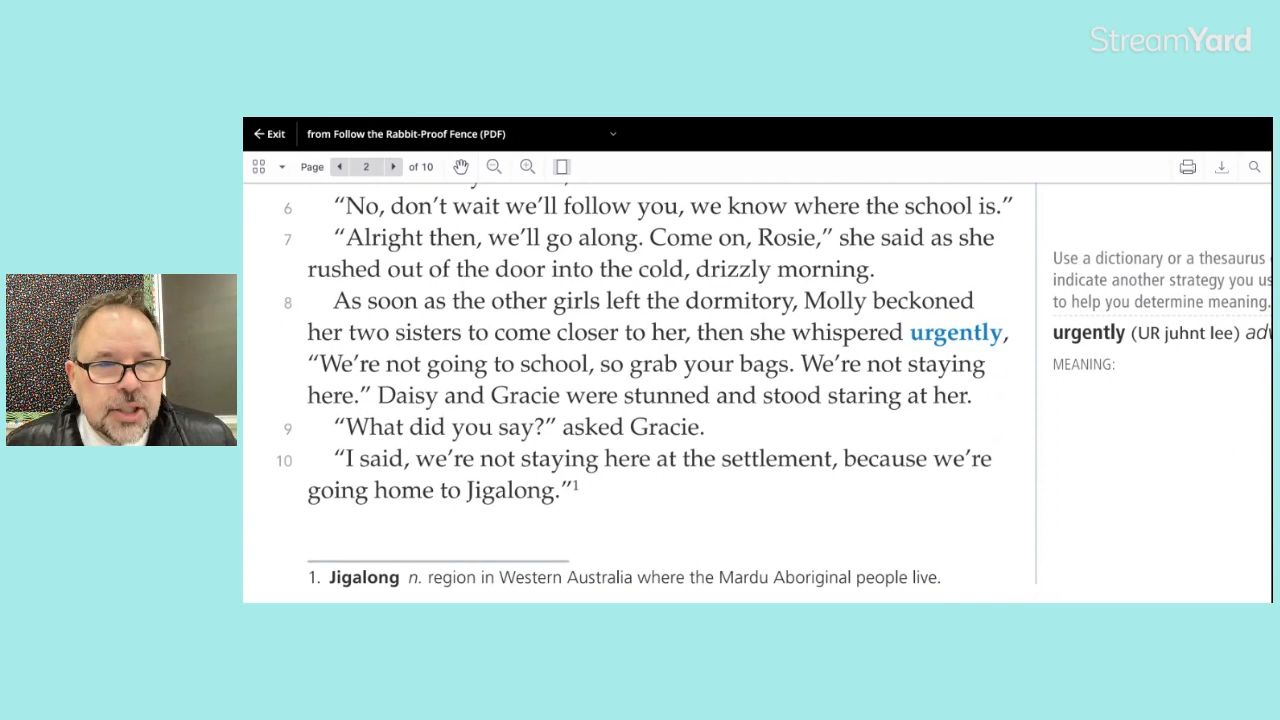 StreamYard
Exit
from Follow the Rabbit-Proof Fence (PDF)
Page 2 of 10
6 “No, don’t wait we’ll follow you, we know where the school is.”
7 “Alright then, we’ll go along. Come on, Rosie,” she said as she
rushed out of the door into the cold, drizzly morning.
8 As soon as the other girls left the dormitory, Molly beckoned
her two sisters to come closer to her, then she whispered urgently,
“We’re not going to school, so grab your bags. We’re not staying
here.” Daisy and Gracie were stunned and stood staring at her.
9 “What did you say?” asked Gracie.
10 “I said, we’re not staying here at the settlement, because we’re
going home to Jigalong.”1
1. Jigalong n. region in Western Australia where the Mardu Aboriginal people live.
Use a dictionary or a thesaurus
indicate another strategy you us
to help you determine meaning.
urgently (UR juhnt lee) adv
MEANING: